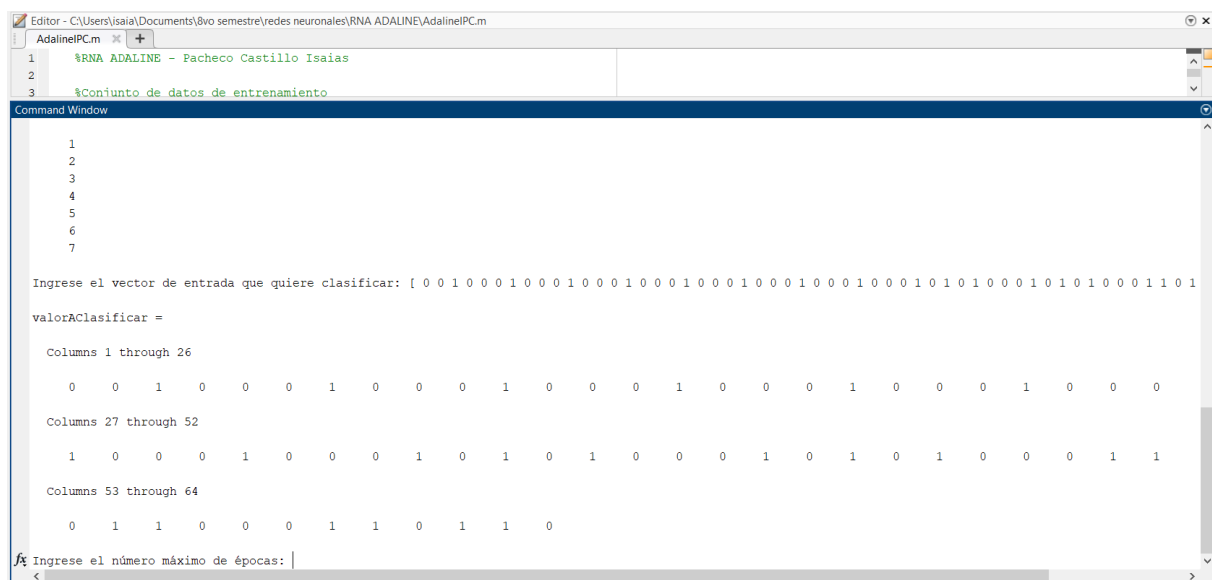 Editor - C:\Users\isaia\Documents\8vo semestre\redes neuronales\RNA ADALINE\AdalineIPC.m
AdalineIPC.m
1 %RNA ADALINE - Pacheco Castillo Isaias
2
3 %Conjunto de datos de entrenamiento
Command Window
1
2
3
4
5
6
7
Ingrese el vector de entrada que quiere clasificar: [ 0 0 1 0 0 0 1 0 0 0 1 0 0 0 1 0 0 0 1 0 0 0 1 0 0 0 1 0 0 0 1 0 0 0 1 0 1 0 1 0 0 0 1 0 1 0 1 0 0 0 1 1 0 1
valorAClasificar =
Columns 1 through 26
0 0 1 0 0 0 1 0 0 0 1 0 0 0 1 0 0 0 1 0 0 0 1 0 0 0
Columns 27 through 52
1 0 0 0 1 0 0 0 1 0 1 0 1 0 0 0 1 0 1 0 1 0 0 0 1 1
Columns 53 through 64
0 1 1 0 0 0 1 1 0 1 1 0
fx Ingrese el número máximo de épocas: